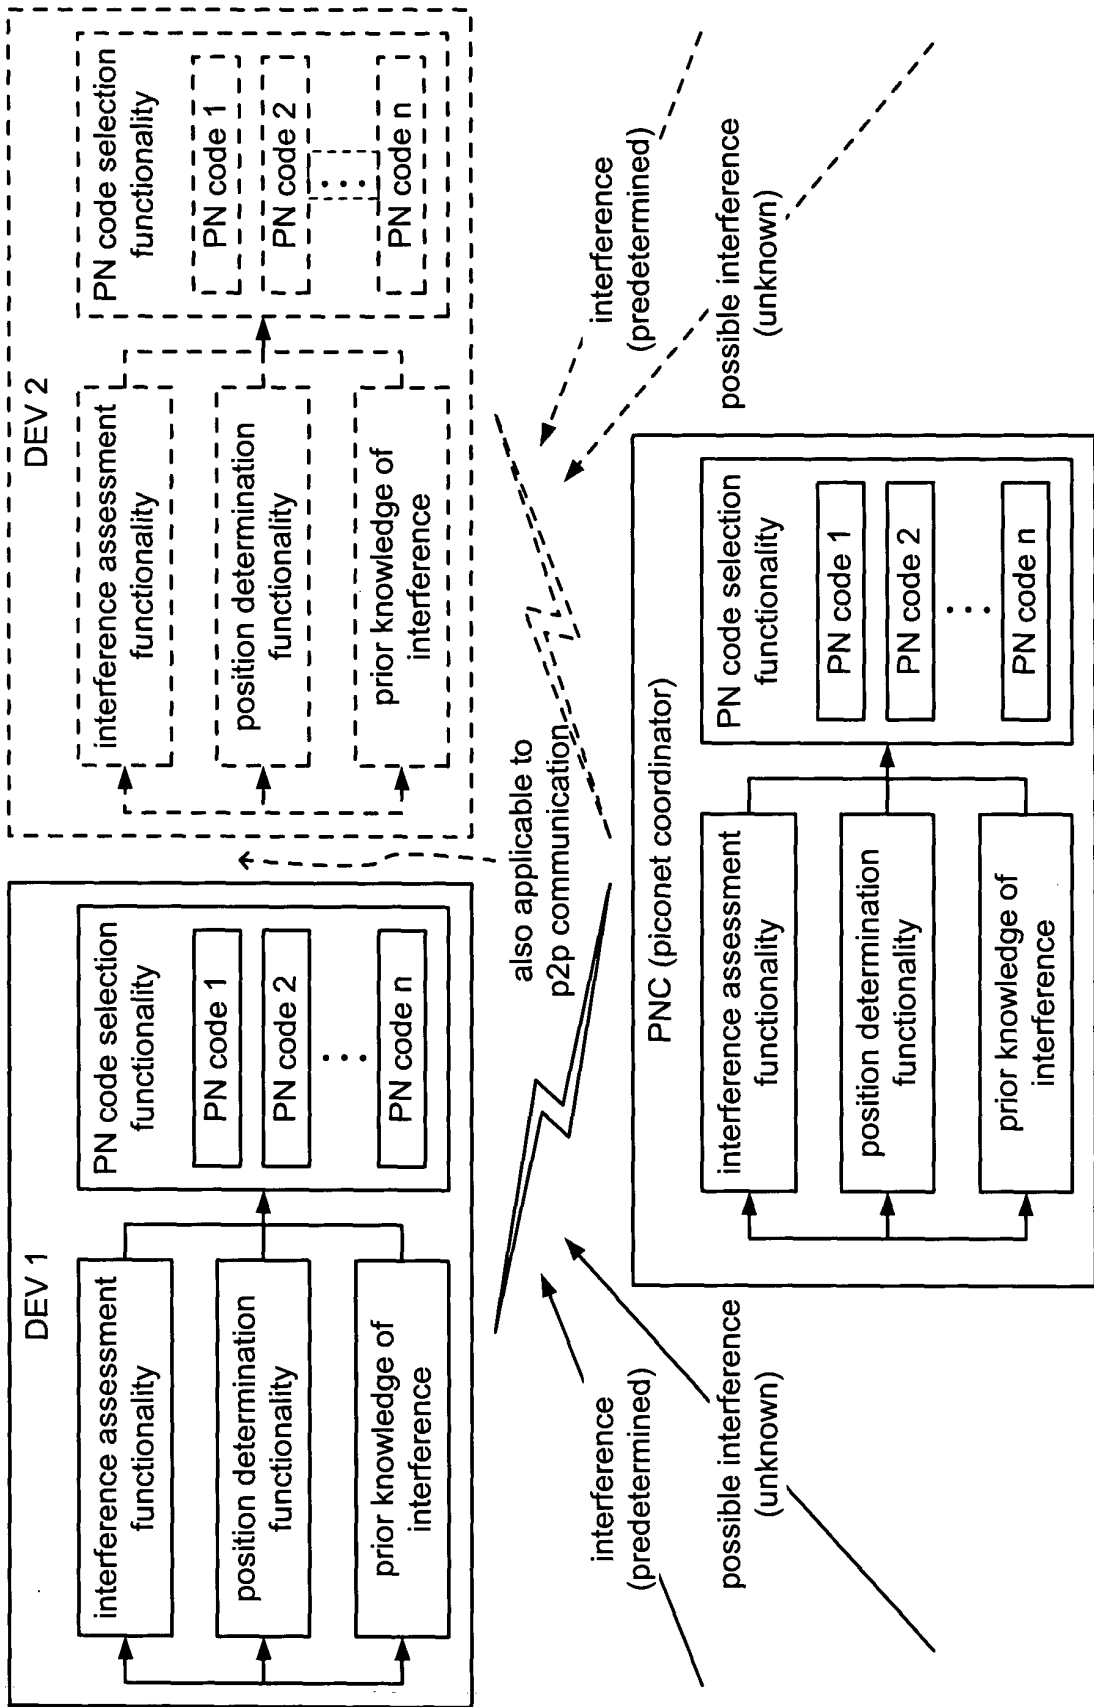 DEV 1
interference assessment
functionality
position determination
functionality
prior knowledge of
interference
PN code selection
functionality
PN code 1
PN code 2
...
PN code n
DEV 2
interference assessment
functionality
position determination
functionality
prior knowledge of
interference
PN code selection
functionality
PN code 1
PN code 2
...
PN code n
also applicable to
p2p communication
interference
(predetermined)
possible interference
(unknown)
interference
(predetermined)
possible interference
(unknown)
PNC (piconet coordinator)
interference assessment
functionality
position determination
functionality
prior knowledge of
interference
PN code selection
functionality
PN code 1
PN code 2
...
PN code n